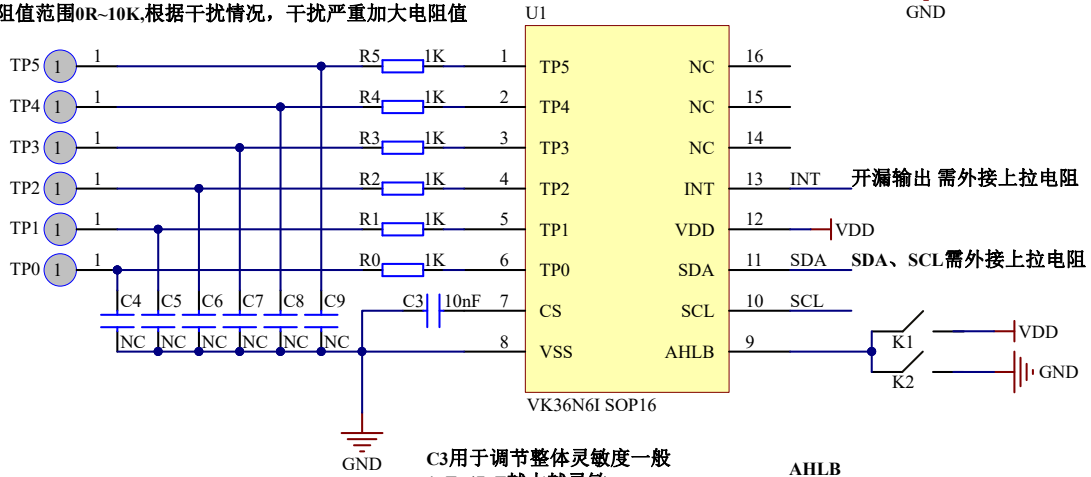 阻值范围0R~10K,根据干扰情况，干扰严重加大电阻值
U1
GND
TP5 1 1 R5 1K 1 TP5 NC 16
TP4 1 1 R4 1K 2 TP4 NC 15
TP3 1 1 R3 1K 3 TP3 NC 14
TP2 1 1 R2 1K 4 TP2 INT 13 INT 开漏输出 需外接上拉电阻
TP1 1 1 R1 1K 5 TP1 VDD 12 VDD
TP0 1 1 R0 1K 6 TP0 SDA 11 SDA SDA、SCL需外接上拉电阻
C4 C5 C6 C7 C8 C9 C3 10nF 7 CS SCL 10 SCL
NC NC NC NC NC NC 8 VSS AHLB 9 K1 VDD
K2 GND
VK36N6I SOP16
GND
C3用于调节整体灵敏度一般
AHLB